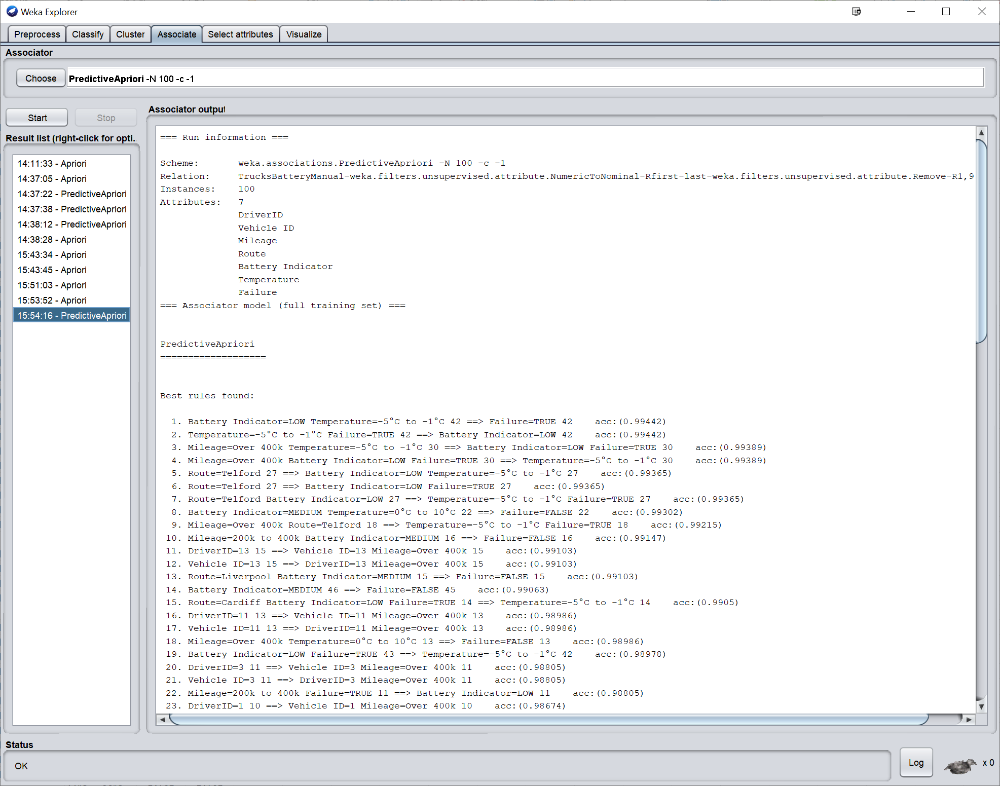 Weka Explorer
Preprocess Classify Cluster Associate Select attributes Visualize
Associator
Choose PredictiveApriori -N 100 -c -1
Start Stop
Result list (right-click for opti..
14:11:33 - Apriori
14:37:05 - Apriori
14:37:22 - PredictiveApriori
14:37:38 - PredictiveApriori
14:38:12 - PredictiveApriori
14:38:28 - Apriori
15:43:34 - Apriori
15:43:45 - Apriori
15:51:03 - Apriori
15:53:52 - Apriori
15:54:16 - PredictiveApriori
Associator output
=== Run information ===
Scheme: weka.associations.PredictiveApriori -N 100 -c -1
Relation: TrucksBatteryManual-weka.filters.unsupervised.attribute.NumericToNominal-Rfirst-last-weka.filters.unsupervised.attribute.Remove-R1,9
Instances: 100
Attributes: 7
DriverID
Vehicle ID
Mileage
Route
Battery Indicator
Temperature
Failure
=== Associator model (full training set) ===
PredictiveApriori
===================
Best rules found:
1. Battery Indicator=LOW Temperature=-5°C to -1°C 42 ==> Failure=TRUE 42 acc:(0.99442)
2. Temperature=-5°C to -1°C Failure=TRUE 42 ==> Battery Indicator=LOW 42 acc:(0.99442)
3. Mileage=Over 400k Temperature=-5°C to -1°C 30 ==> Battery Indicator=LOW Failure=TRUE 30 acc:(0.99389)
4. Mileage=Over 400k Battery Indicator=LOW Failure=TRUE 30 ==> Temperature=-5°C to -1°C 30 acc:(0.99389)
5. Route=Telford 27 ==> Battery Indicator=LOW Temperature=-5°C to -1°C 27 acc:(0.99365)
6. Route=Telford 27 ==> Battery Indicator=LOW Failure=TRUE 27 acc:(0.99365)
7. Route=Telford Battery Indicator=LOW 27 ==> Temperature=-5°C to -1°C Failure=TRUE 27 acc:(0.99365)
8. Battery Indicator=MEDIUM Temperature=0°C to 10°C 22 ==> Failure=FALSE 22 acc:(0.99302)
9. Mileage=Over 400k Route=Telford 18 ==> Temperature=-5°C to -1°C Failure=TRUE 18 acc:(0.99215)
10. Mileage=200k to 400k Battery Indicator=MEDIUM 16 ==> Failure=FALSE 16 acc:(0.99147)
11. DriverID=13 15 ==> Vehicle ID=13 Mileage=Over 400k 15 acc:(0.99103)
12. Vehicle ID=13 15 ==> DriverID=13 Mileage=Over 400k 15 acc:(0.99103)
13. Route=Liverpool Battery Indicator=MEDIUM 15 ==> Failure=FALSE 15 acc:(0.99103)
14. Battery Indicator=MEDIUM 46 ==> Failure=FALSE 45 acc:(0.99063)
15. Route=Cardiff Battery Indicator=LOW Failure=TRUE 14 ==> Temperature=-5°C to -1°C 14 acc:(0.9905)
16. DriverID=11 13 ==> Vehicle ID=11 Mileage=Over 400k 13 acc:(0.98986)
17. Vehicle ID=11 13 ==> DriverID=11 Mileage=Over 400k 13 acc:(0.98986)
18. Mileage=Over 400k Temperature=0°C to 10°C 13 ==> Failure=FALSE 13 acc:(0.98986)
19. Battery Indicator=LOW Failure=TRUE 43 ==> Temperature=-5°C to -1°C 42 acc:(0.98978)
20. DriverID=3 11 ==> Vehicle ID=3 Mileage=Over 400k 11 acc:(0.98805)
21. Vehicle ID=3 11 ==> DriverID=3 Mileage=Over 400k 11 acc:(0.98805)
22. Mileage=200k to 400k Failure=TRUE 11 ==> Battery Indicator=LOW 11 acc:(0.98805)
23. DriverID=1 10 ==> Vehicle ID=1 Mileage=Over 400k 10 acc:(0.98674)
Status
OK
Log
x 0